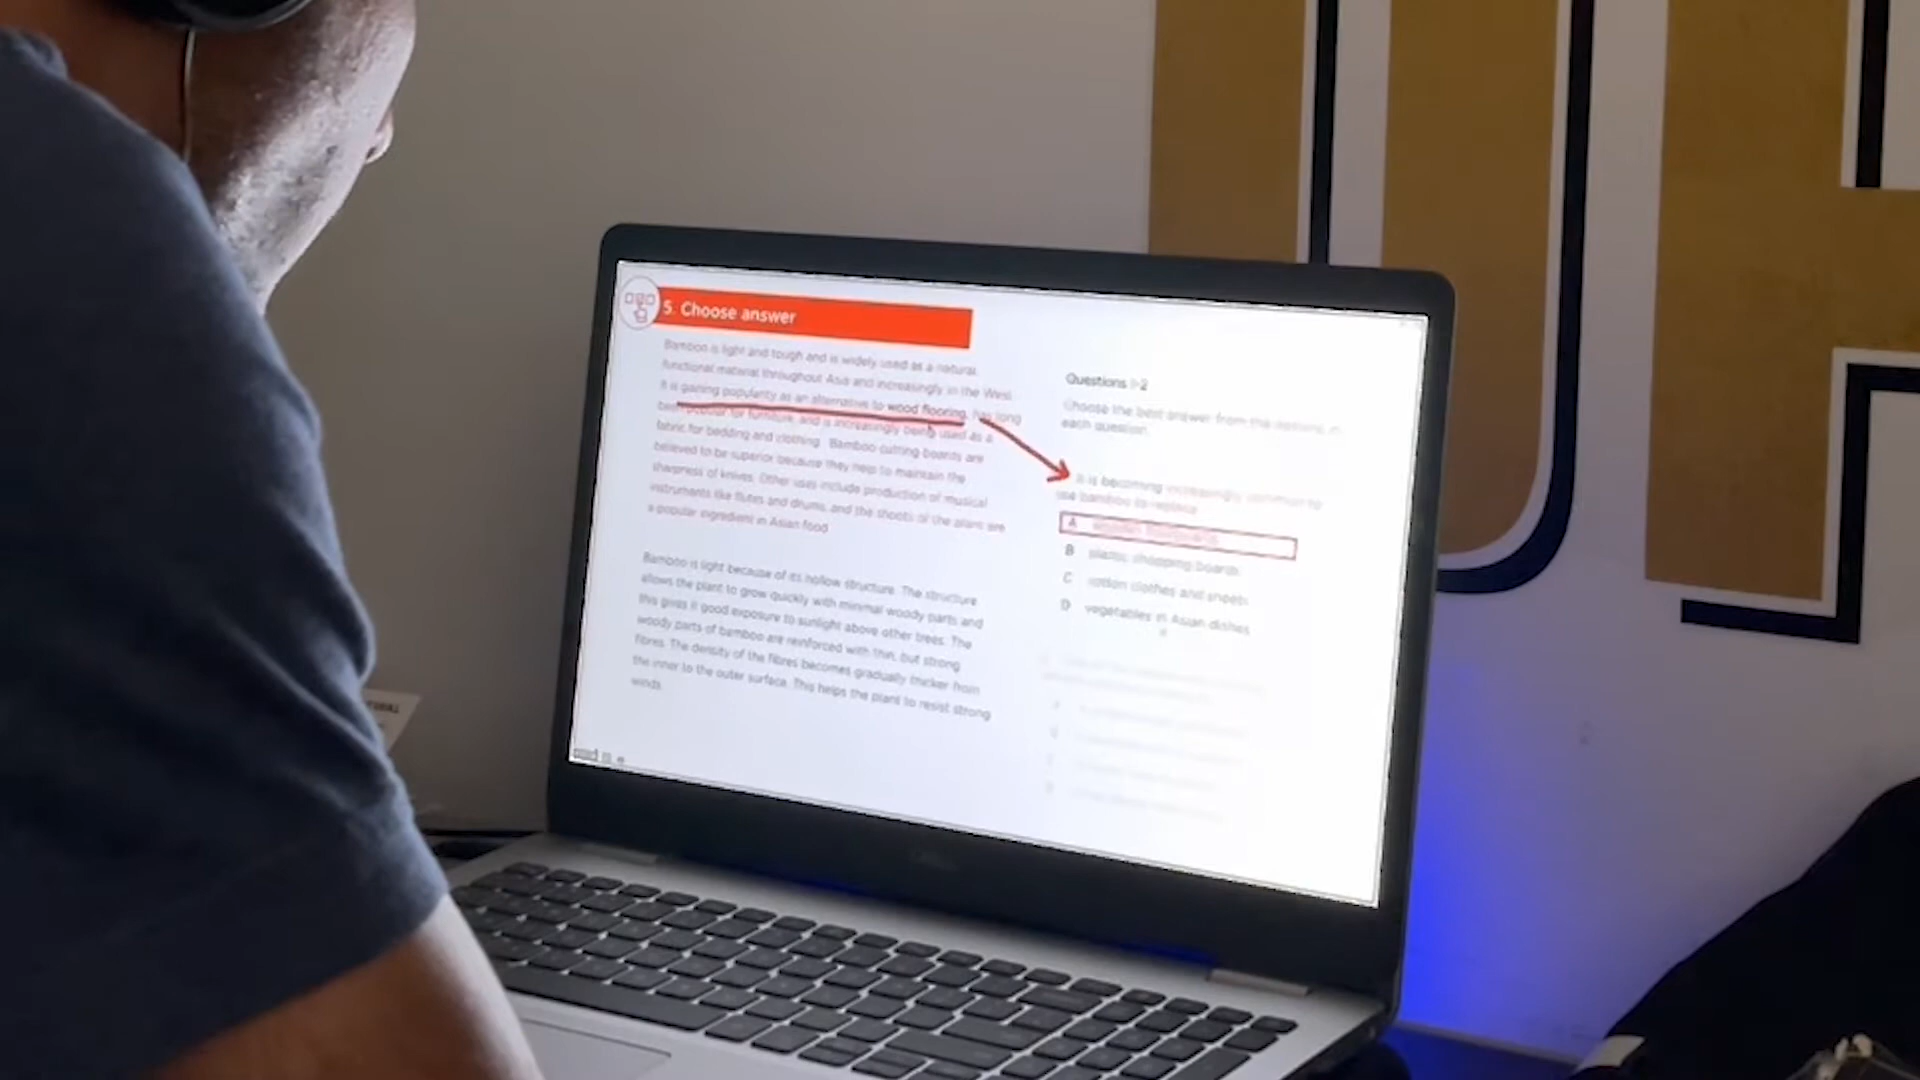 5. Choose answer
Bamboo is light and tough and is widely used as a natural
functional material throughout Asia and increasingly in the West.
It is gaining popularity as an alternative to wood flooring, has long
been popular for furniture, and is increasingly being used as a
fabric for bedding and clothing. Bamboo cutting boards are
believed to be superior because they help to maintain the
sharpness of knives. Other uses include production of musical
instruments like flutes and drums, and the shoots of the plant are
a popular ingredient in Asian food
Bamboo is light because of its hollow structure. The structure
allows the plant to grow quickly with minimal woody parts and
this gives it good exposure to sunlight above other trees. The
woody parts of bamboo are reinforced with thin, but strong
fibres. The density of the fibres becomes gradually thicker from
the inner to the outer surface. This helps the plant to resist strong
winds.
Questions 1-2
Choose the best answer from the options in
each question.
It is becoming increasingly common to
use bamboo to replace
A
B plastic chopping boards
C cotton clothes and sheets
D vegetables in Asian dishes